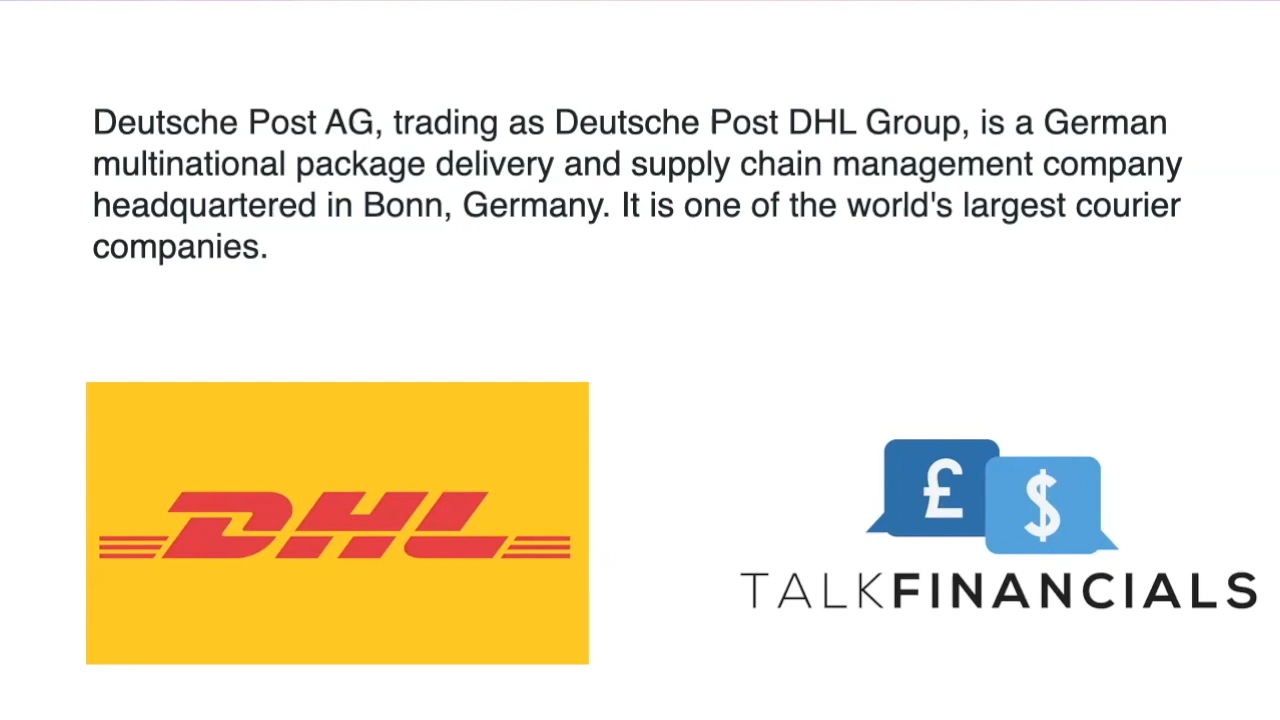 Deutsche Post AG, trading as Deutsche Post DHL Group, is a German
multinational package delivery and supply chain management company
headquartered in Bonn, Germany. It is one of the world's largest courier
companies.
DHL
£ $
TALKFINANCIALS